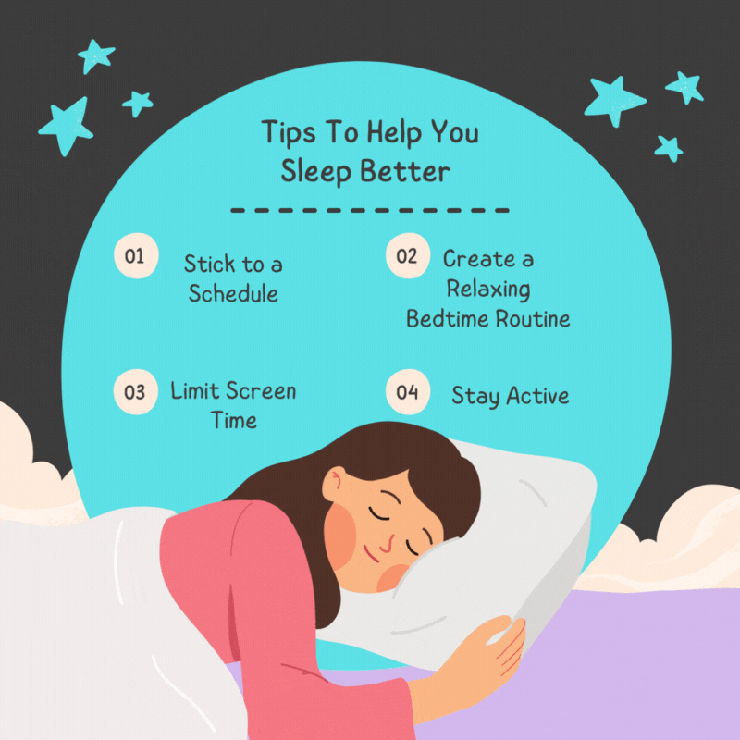 Tips To Help You
Sleep Better
01
Stick to a
Schedule
02
Create a
Relaxing
Bedtime Routine
03
Limit Screen
Time
04
Stay Active